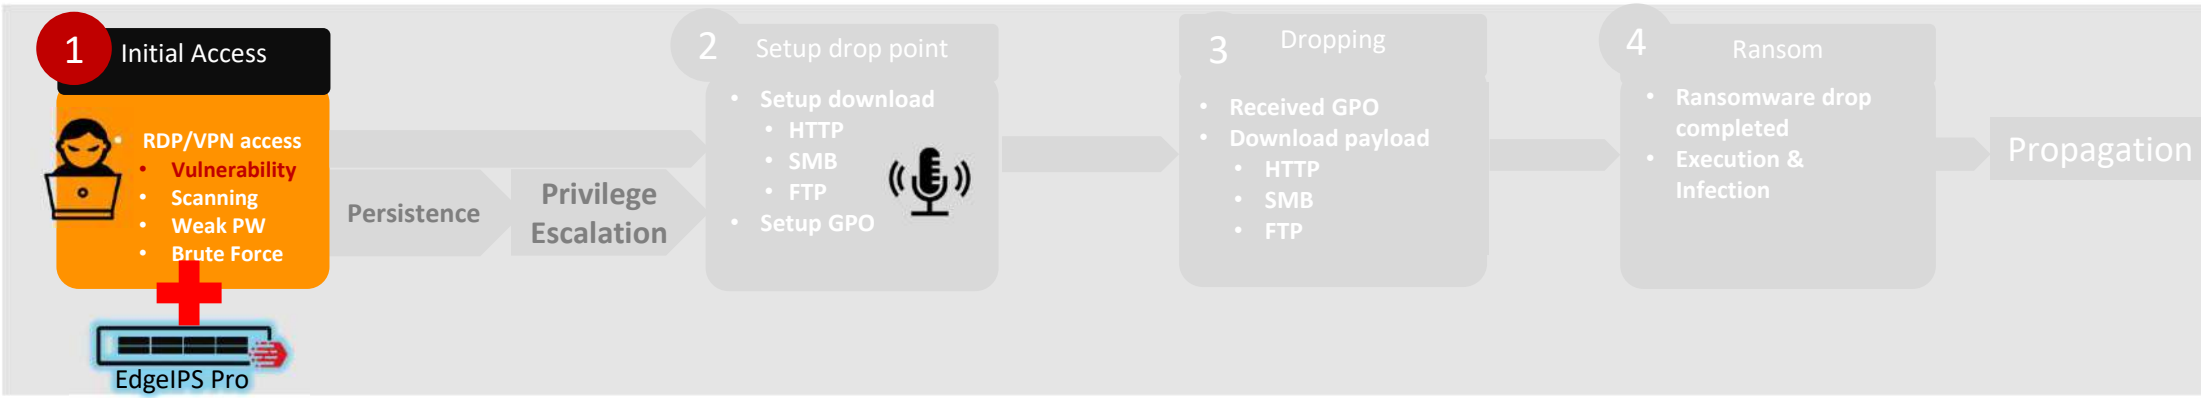 1
Initial Access
• RDP/VPN access
• Vulnerability
• Scanning
• Weak PW
• Brute Force
EdgeIPS Pro
Persistence
Privilege
Escalation
2
Setup drop point
• Setup download
• HTTP
• SMB
• FTP
• Setup GPO
3
Dropping
• Received GPO
• Download payload
• HTTP
• SMB
• FTP
4
Ransom
• Ransomware drop
completed
• Execution &
Infection
Propagation